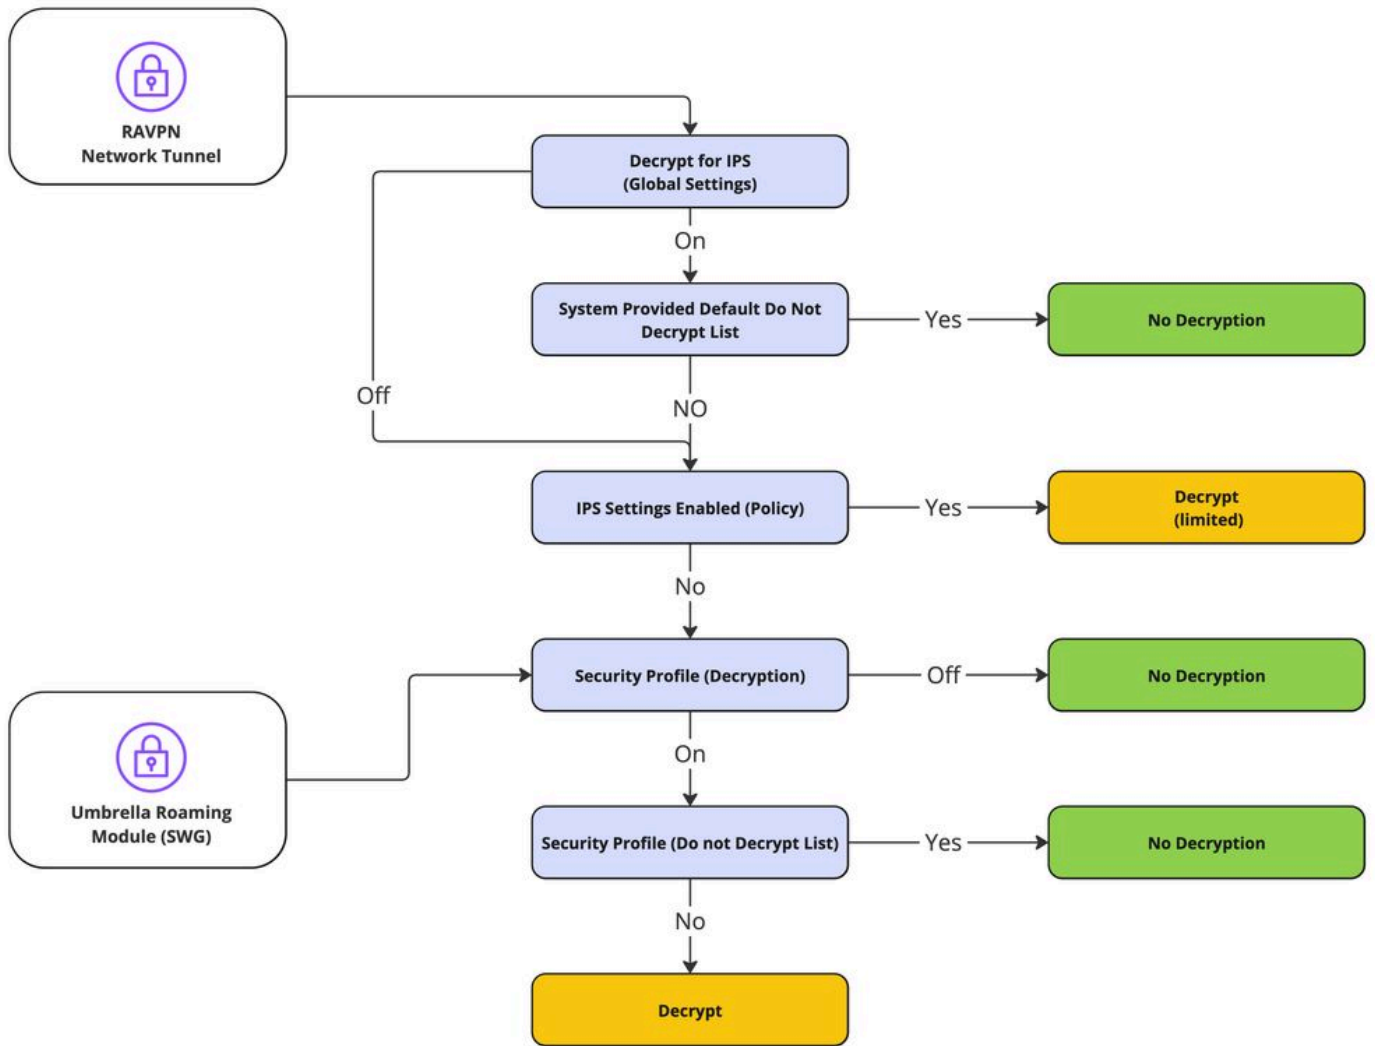 RAVPN
Network Tunnel
Decrypt for IPS
(Global Settings)
On
System Provided Default Do Not
Decrypt List
Yes
No Decryption
Off
NO
IPS Settings Enabled (Policy)
Yes
Decrypt
(limited)
No
Security Profile (Decryption)
Off
No Decryption
On
Umbrella Roaming
Module (SWG)
Security Profile (Do not Decrypt List)
Yes
No Decryption
No
Decrypt